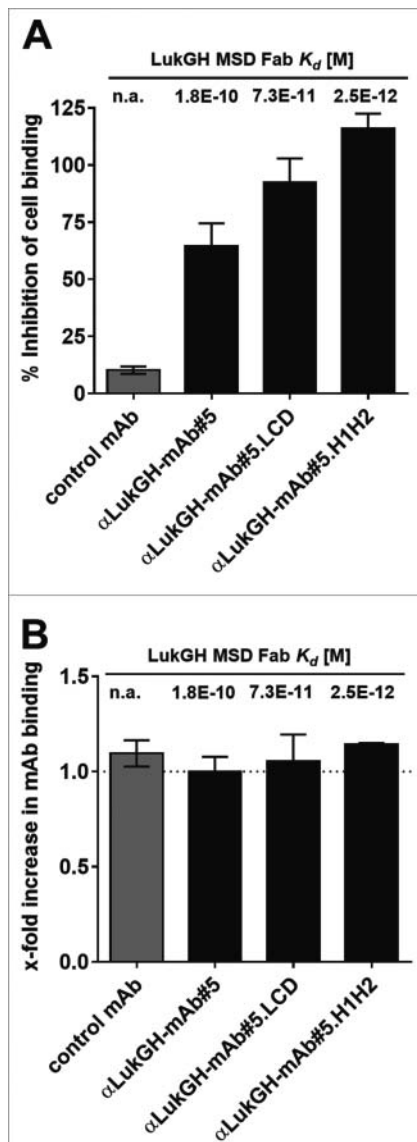 A
LukGH MSD Fab Kd [M]
n.a. 1.8E-10 7.3E-11 2.5E-12
% Inhibition of cell binding
125
100
75
50
25
0
control mAb
αLukGH-mAb#5
αLukGH-mAb#5.LCD
αLukGH-mAb#5.H1H2
B
LukGH MSD Fab Kd [M]
n.a. 1.8E-10 7.3E-11 2.5E-12
x-fold increase in mAb binding
1.5
1.0
0.5
0.0
control mAb
αLukGH-mAb#5
αLukGH-mAb#5.LCD
αLukGH-mAb#5.H1H2